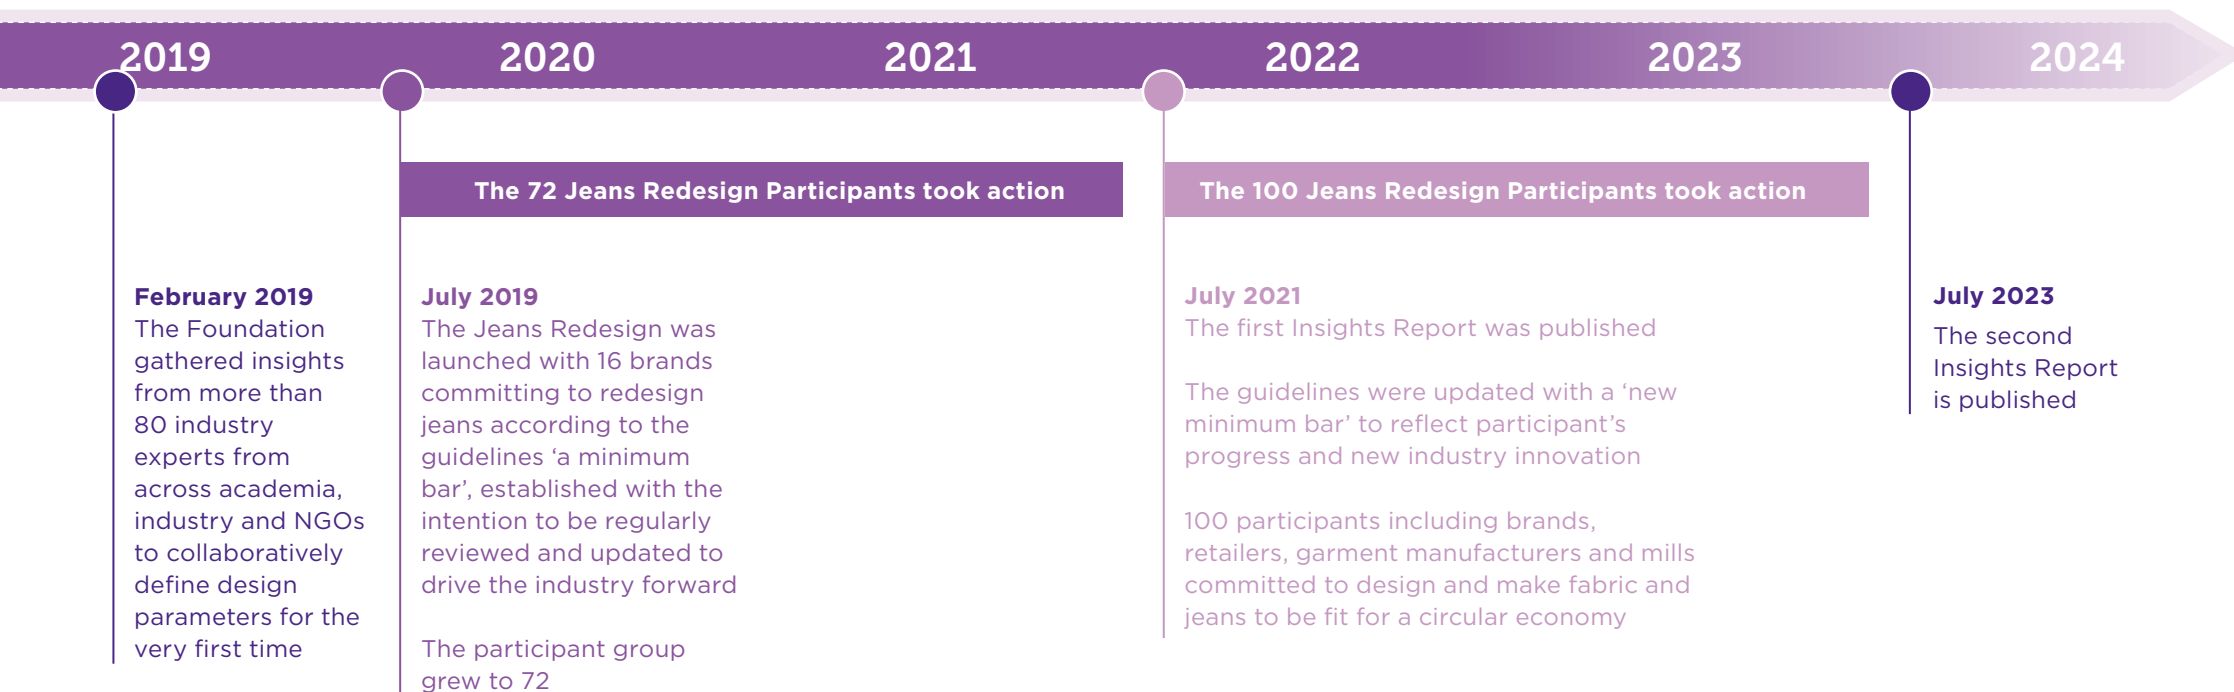 2019 2020 2021 2022 2023 2024
The 72 Jeans Redesign Participants took action
The 100 Jeans Redesign Participants took action
February 2019
The Foundation
gathered insights
from more than
80 industry
experts from
across academia,
industry and NGOs
to collaboratively
define design
parameters for the
very first time
July 2019
The Jeans Redesign was
launched with 16 brands
committing to redesign
jeans according to the
guidelines ‘a minimum
bar’, established with the
intention to be regularly
reviewed and updated to
drive the industry forward
The participant group
grew to 72
July 2021
The first Insights Report was published
The guidelines were updated with a ‘new
minimum bar’ to reflect participant’s
progress and new industry innovation
100 participants including brands,
retailers, garment manufacturers and mills
committed to design and make fabric and
jeans to be fit for a circular economy
July 2023
The second
Insights Report
is published